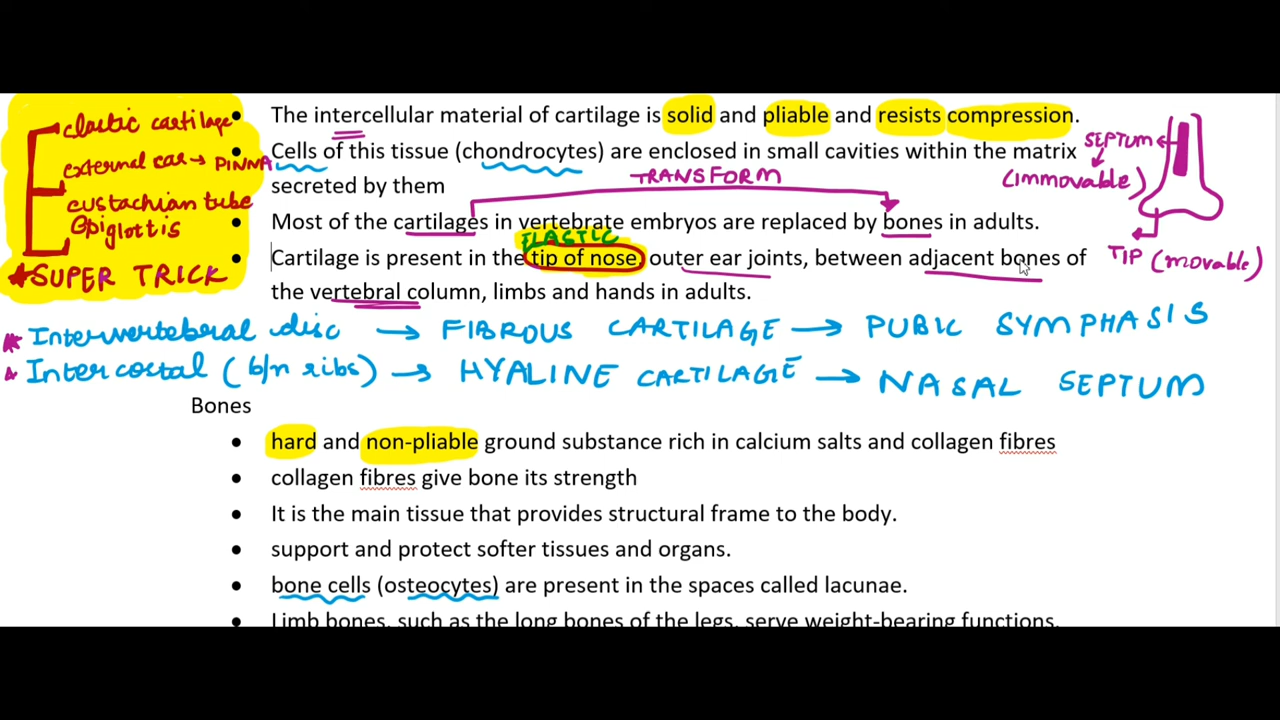 The intercellular material of cartilage is solid and pliable and resists compression.
Cells of this tissue (chondrocytes) are enclosed in small cavities within the matrix
secreted by them
TRANSFORM
Most of the cartilages in vertebrate embryos are replaced by bones in adults.
ELASTIC
Cartilage is present in the tip of nose, outer ear joints, between adjacent bones of
the vertebral column, limbs and hands in adults.
Elastic cartilage
External ear → PINNA
Eustachian tube
Epiglottis
★SUPER TRICK
SEPTUM
(immovable)
TIP (movable)
* Intervertebral disc → FIBROUS CARTILAGE → PUBIC SYMPHASIS
* Intercostal (b/n ribs) → HYALINE CARTILAGE → NASAL SEPTUM
Bones
hard and non-pliable ground substance rich in calcium salts and collagen fibres
collagen fibres give bone its strength
It is the main tissue that provides structural frame to the body.
support and protect softer tissues and organs.
bone cells (osteocytes) are present in the spaces called lacunae.
Limb bones, such as the long bones of the legs, serve weight-bearing functions.